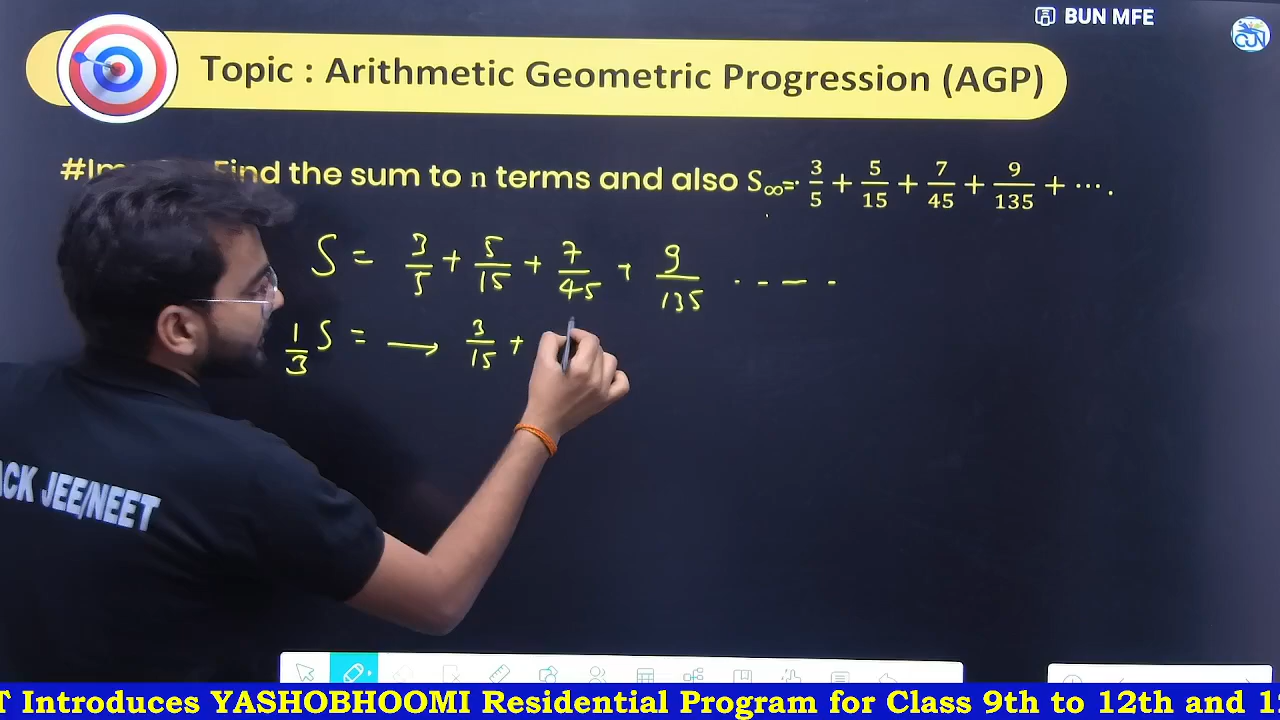 BUN MFE
GUN
Topic : Arithmetic Geometric Progression (AGP)
Find the sum to n terms and also S∞= 3/5 + 5/15 + 7/45 + 9/135 + ⋯ .
S = 3/5 + 5/15 + 7/45 + 9/135 - - - - -
1/3 S = → 3/15 +
ACK JEE/NEET
T Introduces YASHOBHOOMI Residential Program for Class 9th to 12th and